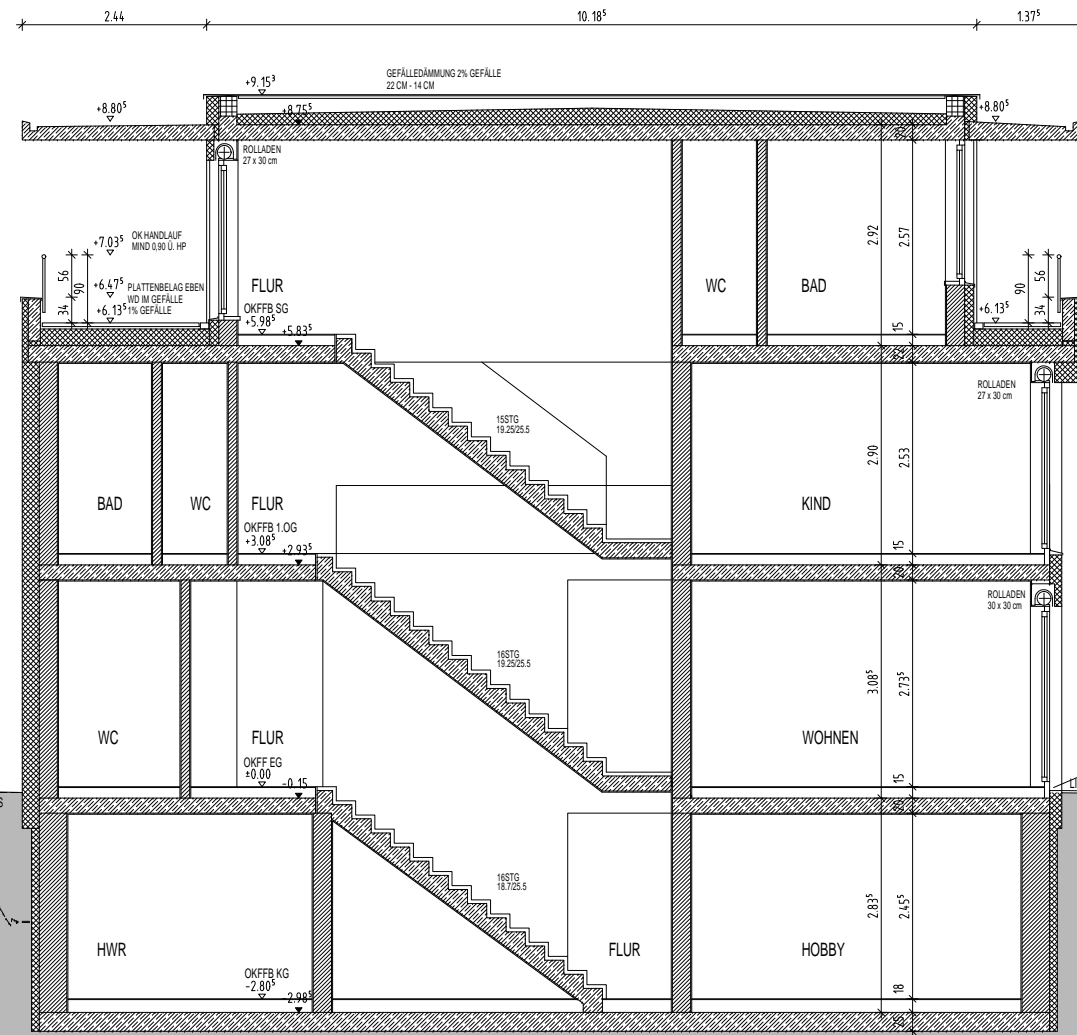 2.44
10.18⁵
1.37⁵
GEFÄLLEDÄMMUNG 2% GEFÄLLE
22 CM - 14 CM
+9.15³
+8.80⁵
+8.75⁵
+8.80⁵
20
ROLLADEN
27 x 30 cm
+7.03⁵
OK HANDLAUF
MIND 0,90 Ü. HP
2.92
2.57
56
90
34
+6.47⁵
PLATTENBELAG EBEN
WD IM GEFÄLLE
1% GEFÄLLE
+6.13⁵
FLUR
WC
BAD
56
90
34
+6.13⁵
OKFFB SG
+5.98⁵
+5.83⁵
15
22
ROLLADEN
27 x 30 cm
15STG
19.25/25.5
2.90
2.53
BAD
WC
FLUR
KIND
OKFFB 1.OG
+3.08⁵
+2.93⁵
15
20
ROLLADEN
30 x 30 cm
16STG
19.25/25.5
3.08⁵
2.73⁵
WC
FLUR
WOHNEN
OKFF EG
±0.00
-0.15
15
20
16STG
18.7/25.5
2.83⁵
2.45⁵
HWR
FLUR
HOBBY
OKFFB KG
-2.80⁵
-2.98⁵
18